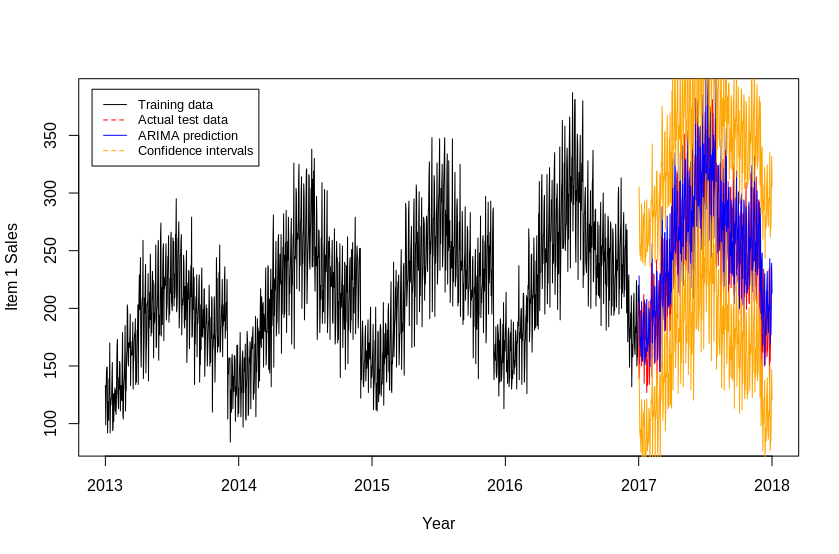 Training data
Actual test data
ARIMA prediction
Confidence intervals
350
300
250
200
150
100
Item 1 Sales
2013 2014 2015 2016 2017 2018
Year